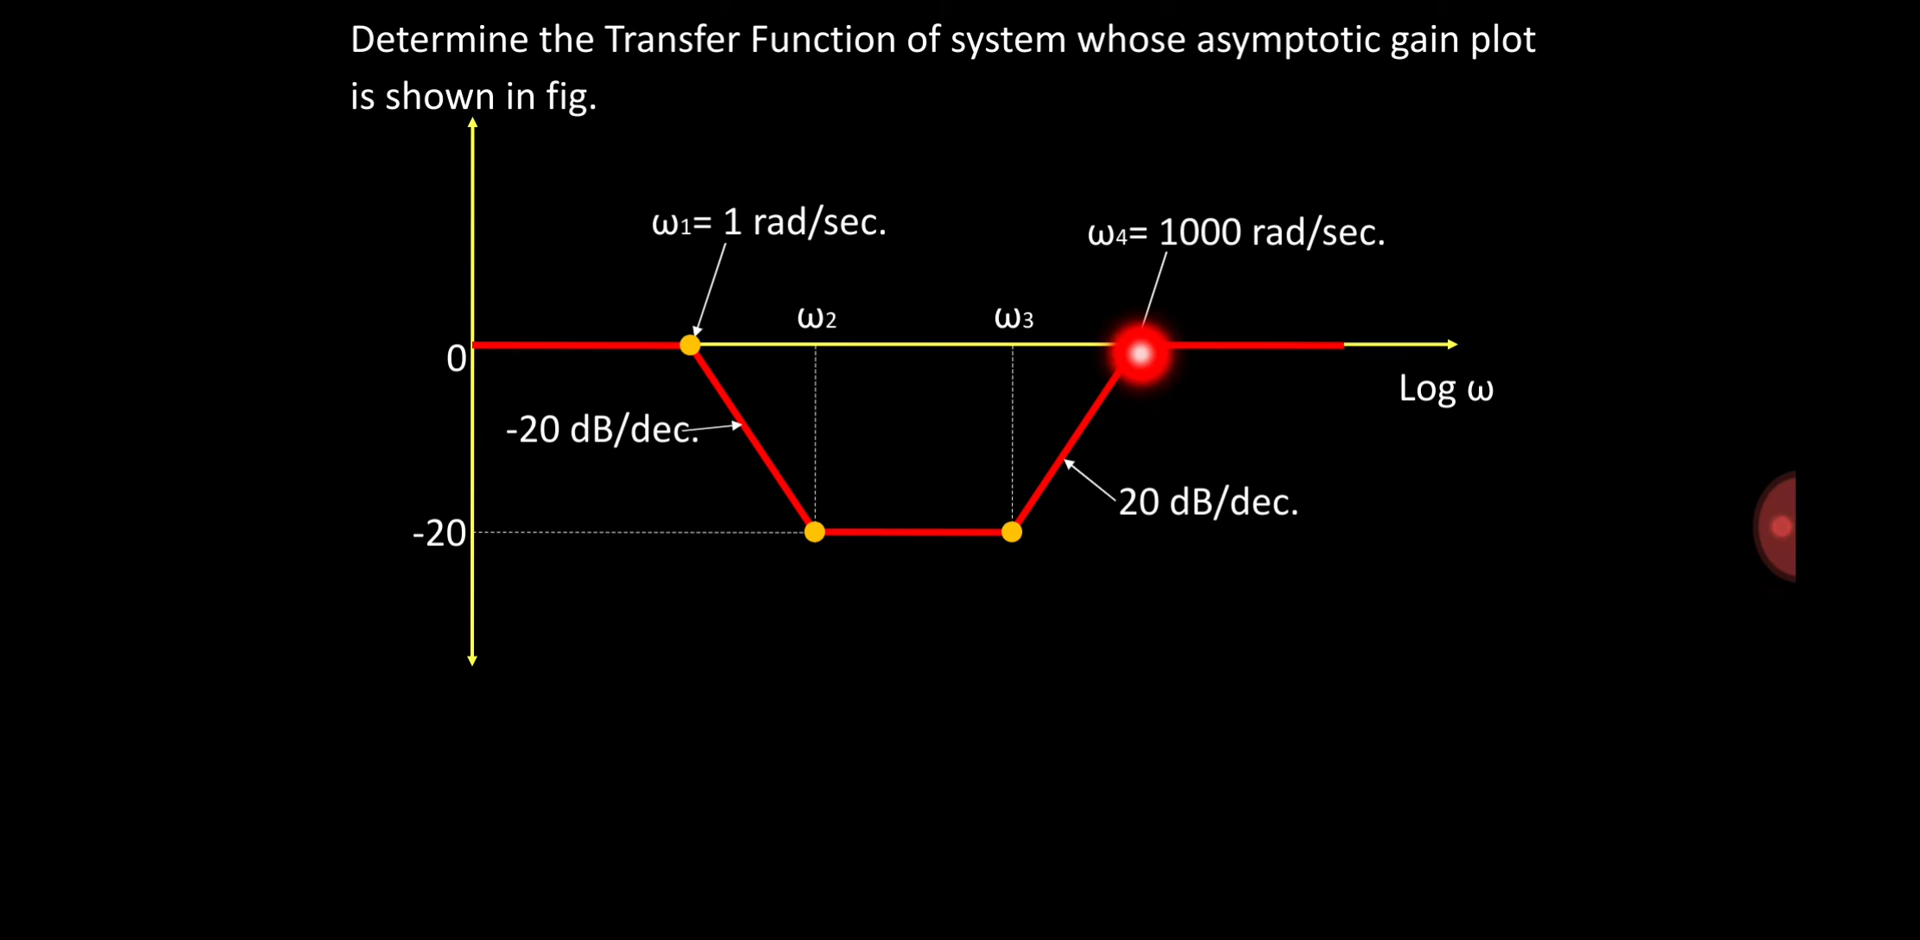 Determine the Transfer Function of system whose asymptotic gain plot
is shown in fig.
ω1= 1 rad/sec.
ω4= 1000 rad/sec.
ω2
ω3
0
Log ω
-20 dB/dec.
20 dB/dec.
-20